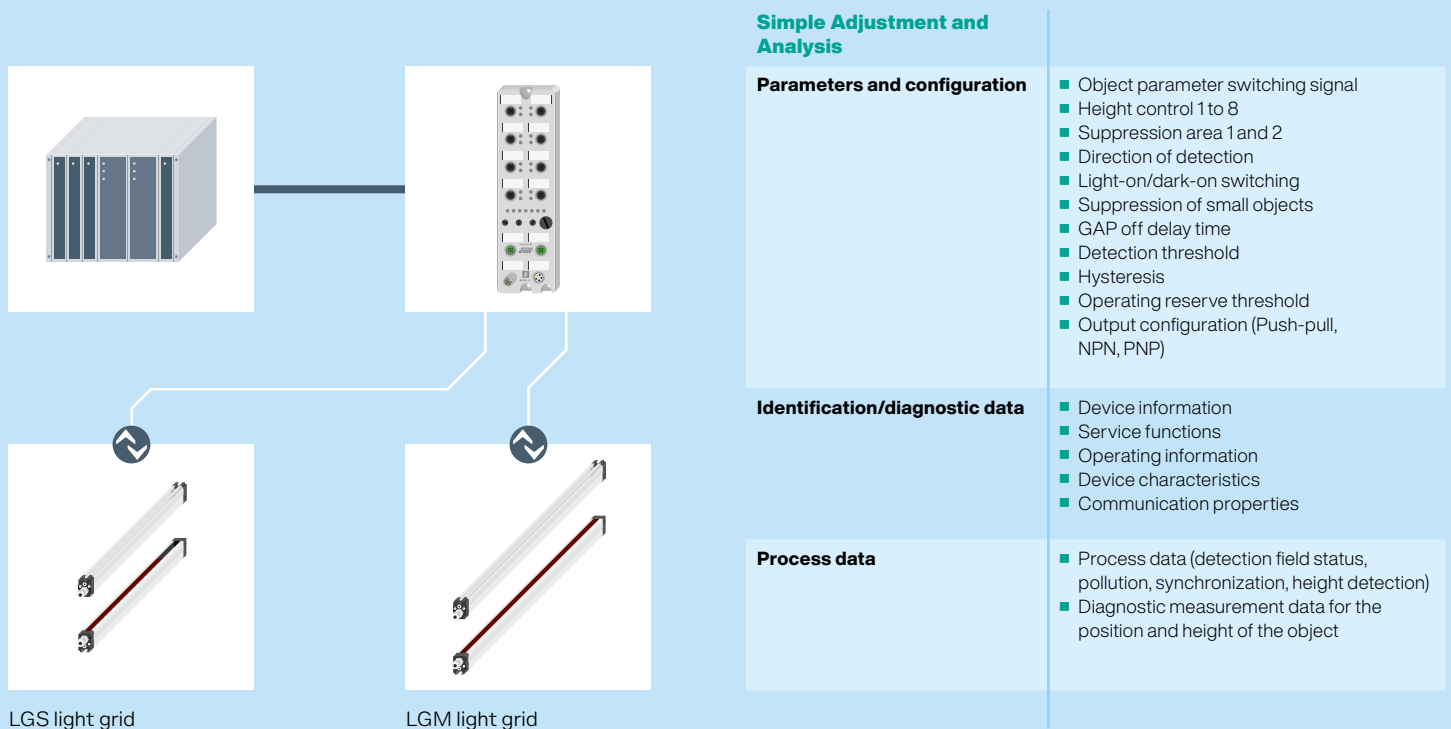 Simple Adjustment and
Analysis
Parameters and configuration
Object parameter switching signal
Height control 1 to 8
Suppression area 1 and 2
Direction of detection
Light-on/dark-on switching
Suppression of small objects
GAP off delay time
Detection threshold
Hysteresis
Operating reserve threshold
Output configuration (Push-pull,
NPN, PNP)
Identification/diagnostic data
Device information
Service functions
Operating information
Device characteristics
Communication properties
Process data
Process data (detection field status,
pollution, synchronization, height detection)
Diagnostic measurement data for the
position and height of the object
LGS light grid
LGM light grid